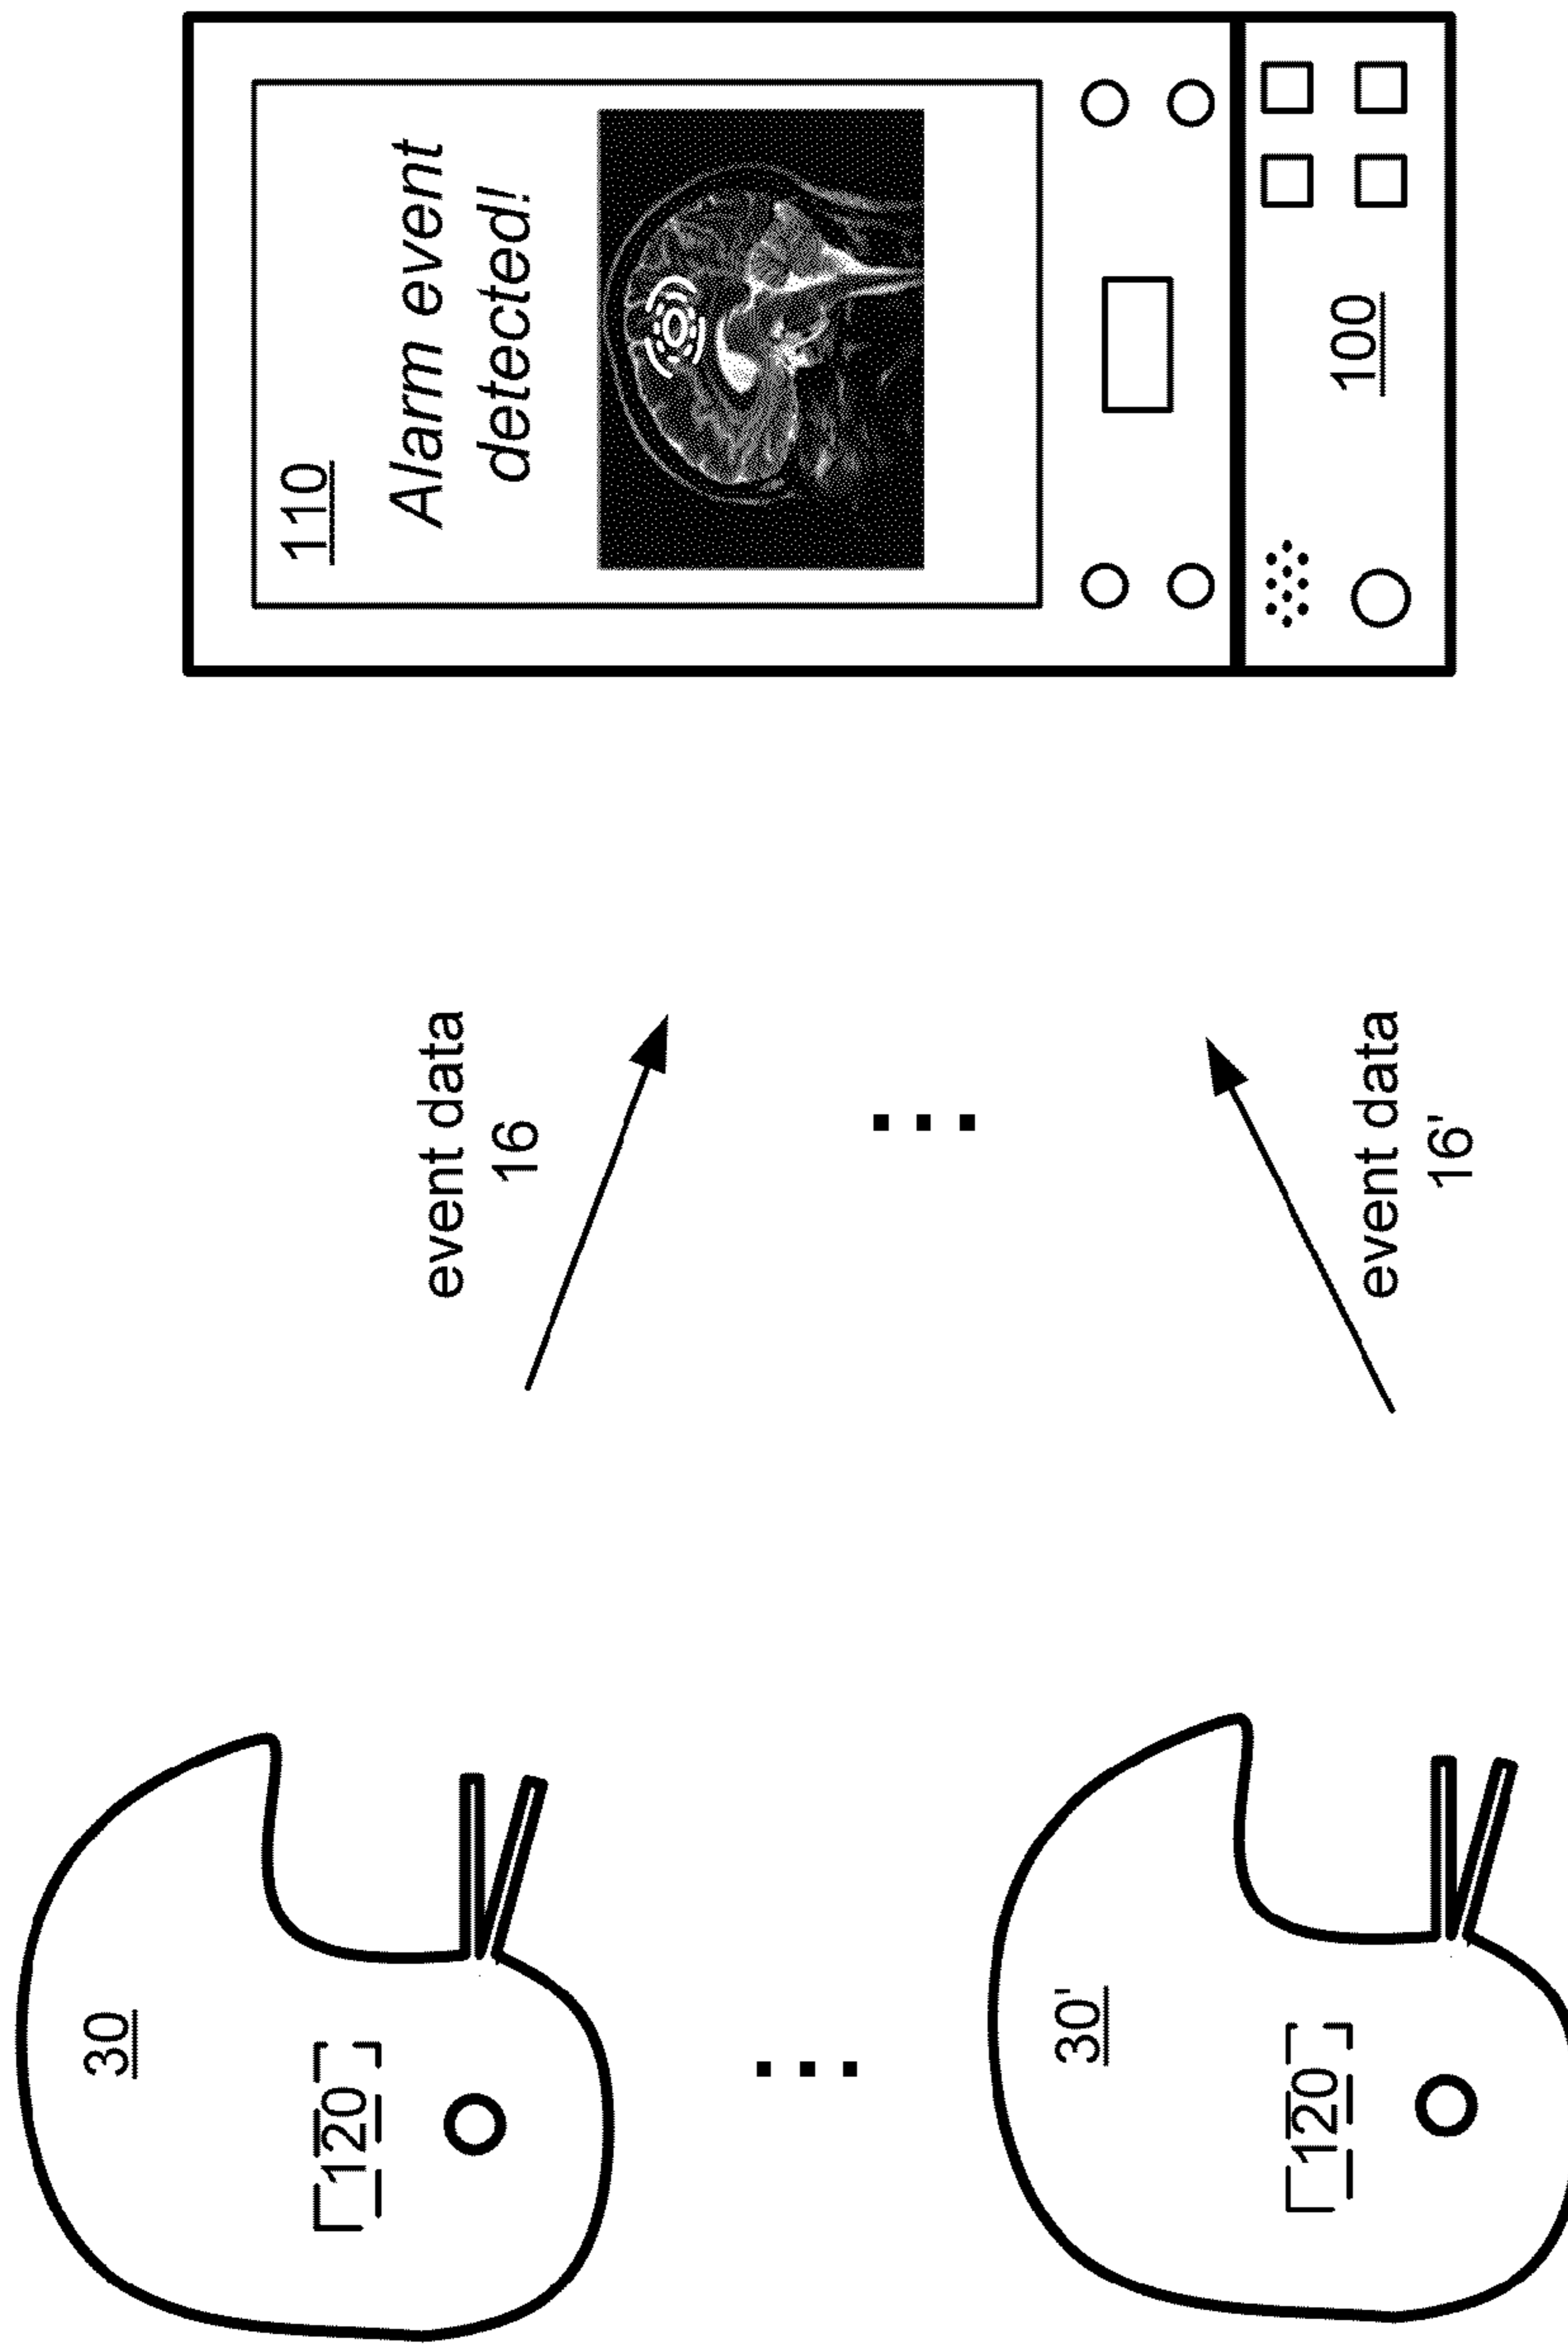 30
120
30'
120
event data
16
event data
16'
110
Alarm event
detected!
100